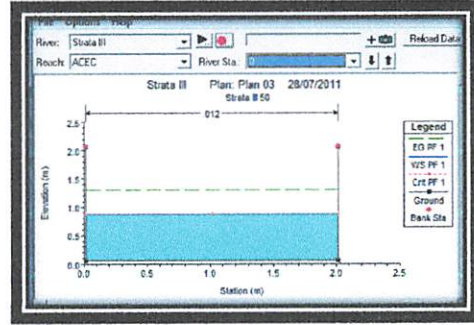 File Options Help
River: Strata III Reload Data
Reach: ACEC River Sta.: 0
Strata III Plan: Plan 03 28/07/2011
Strata III 50
.012
Legend
EG PF 1
WS PF 1
Crit PF 1
Ground
Bank Sta
2.5
2.0
1.5
1.0
0.5
0.0
Elevation (m)
0.0 0.5 1.0 1.5 2.0 2.5
Station (m)